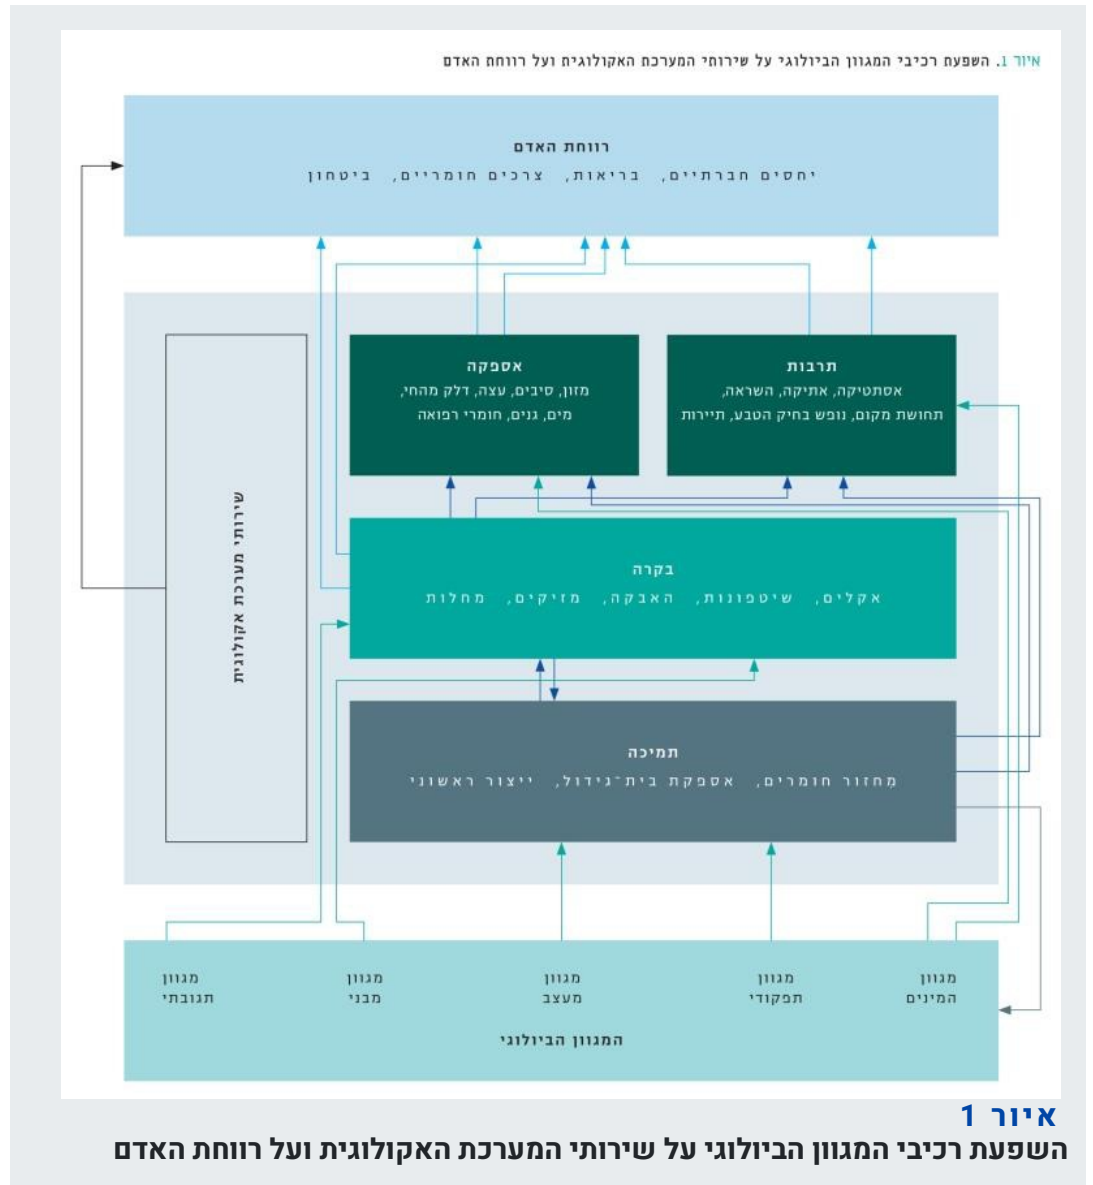 איור 1. השפעת רכיבי המגוון הביולוגי על שירותי המערכת האקולוגית ועל רווחת האדם
רווחת האדם
יחסים חברתיים, בריאות, צרכים חומריים, ביטחון
תרבות
אסתטיקה, אתיקה, השראה,
תחושת מקום, נופש בחיק הטבע, תיירות
אספקה
מזון, סיבים, עצה, דלק מהחי,
מים, גנים, חומרי רפואה
שירותי מערכת אקולוגית
בקרה
אקלים, שיטפונות, האבקה, מזיקים, מחלות
תמיכה
מִחזור חומרים, אספקת בית־גידול, ייצור ראשוני
מגוון
המינים
מגוון
תפקודי
מגוון
מעצב
מגוון
מבני
מגוון
תגובתי
המגוון הביולוגי
איור 1
השפעת רכיבי המגוון הביולוגי על שירותי המערכת האקולוגית ועל רווחת האדם